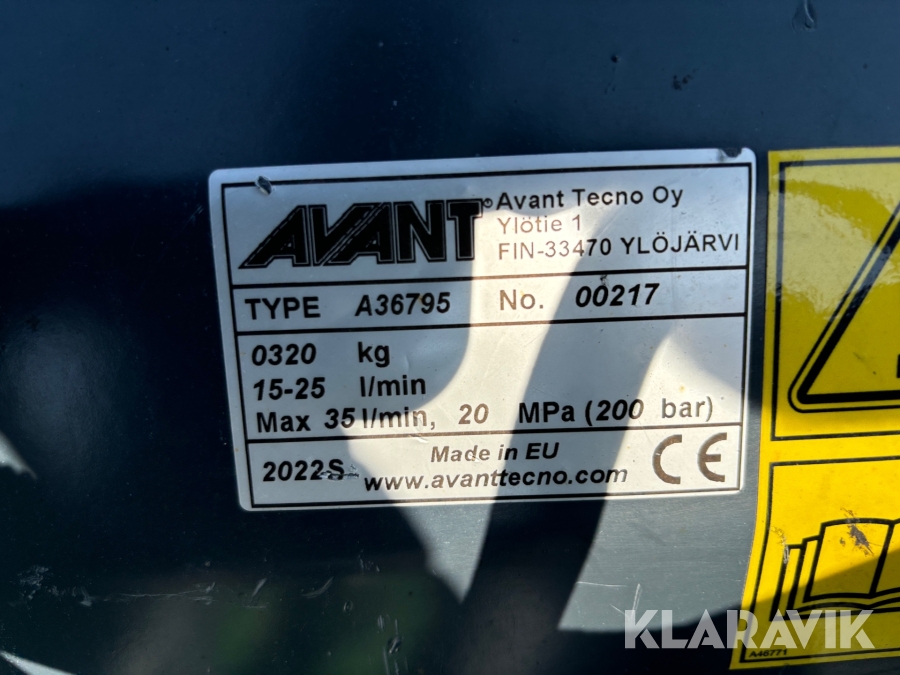 AVANT®
Avant Tecno Oy
Ylötie 1
FIN-33470 YLÖJÄRVI
TYPE A36795 No. 00217
0320 kg
15-25 l/min
Max 35 l/min, 20 MPa (200 bar)
2022S Made in EU
www.avanttecno.com CE
A46771
KLARAVIK